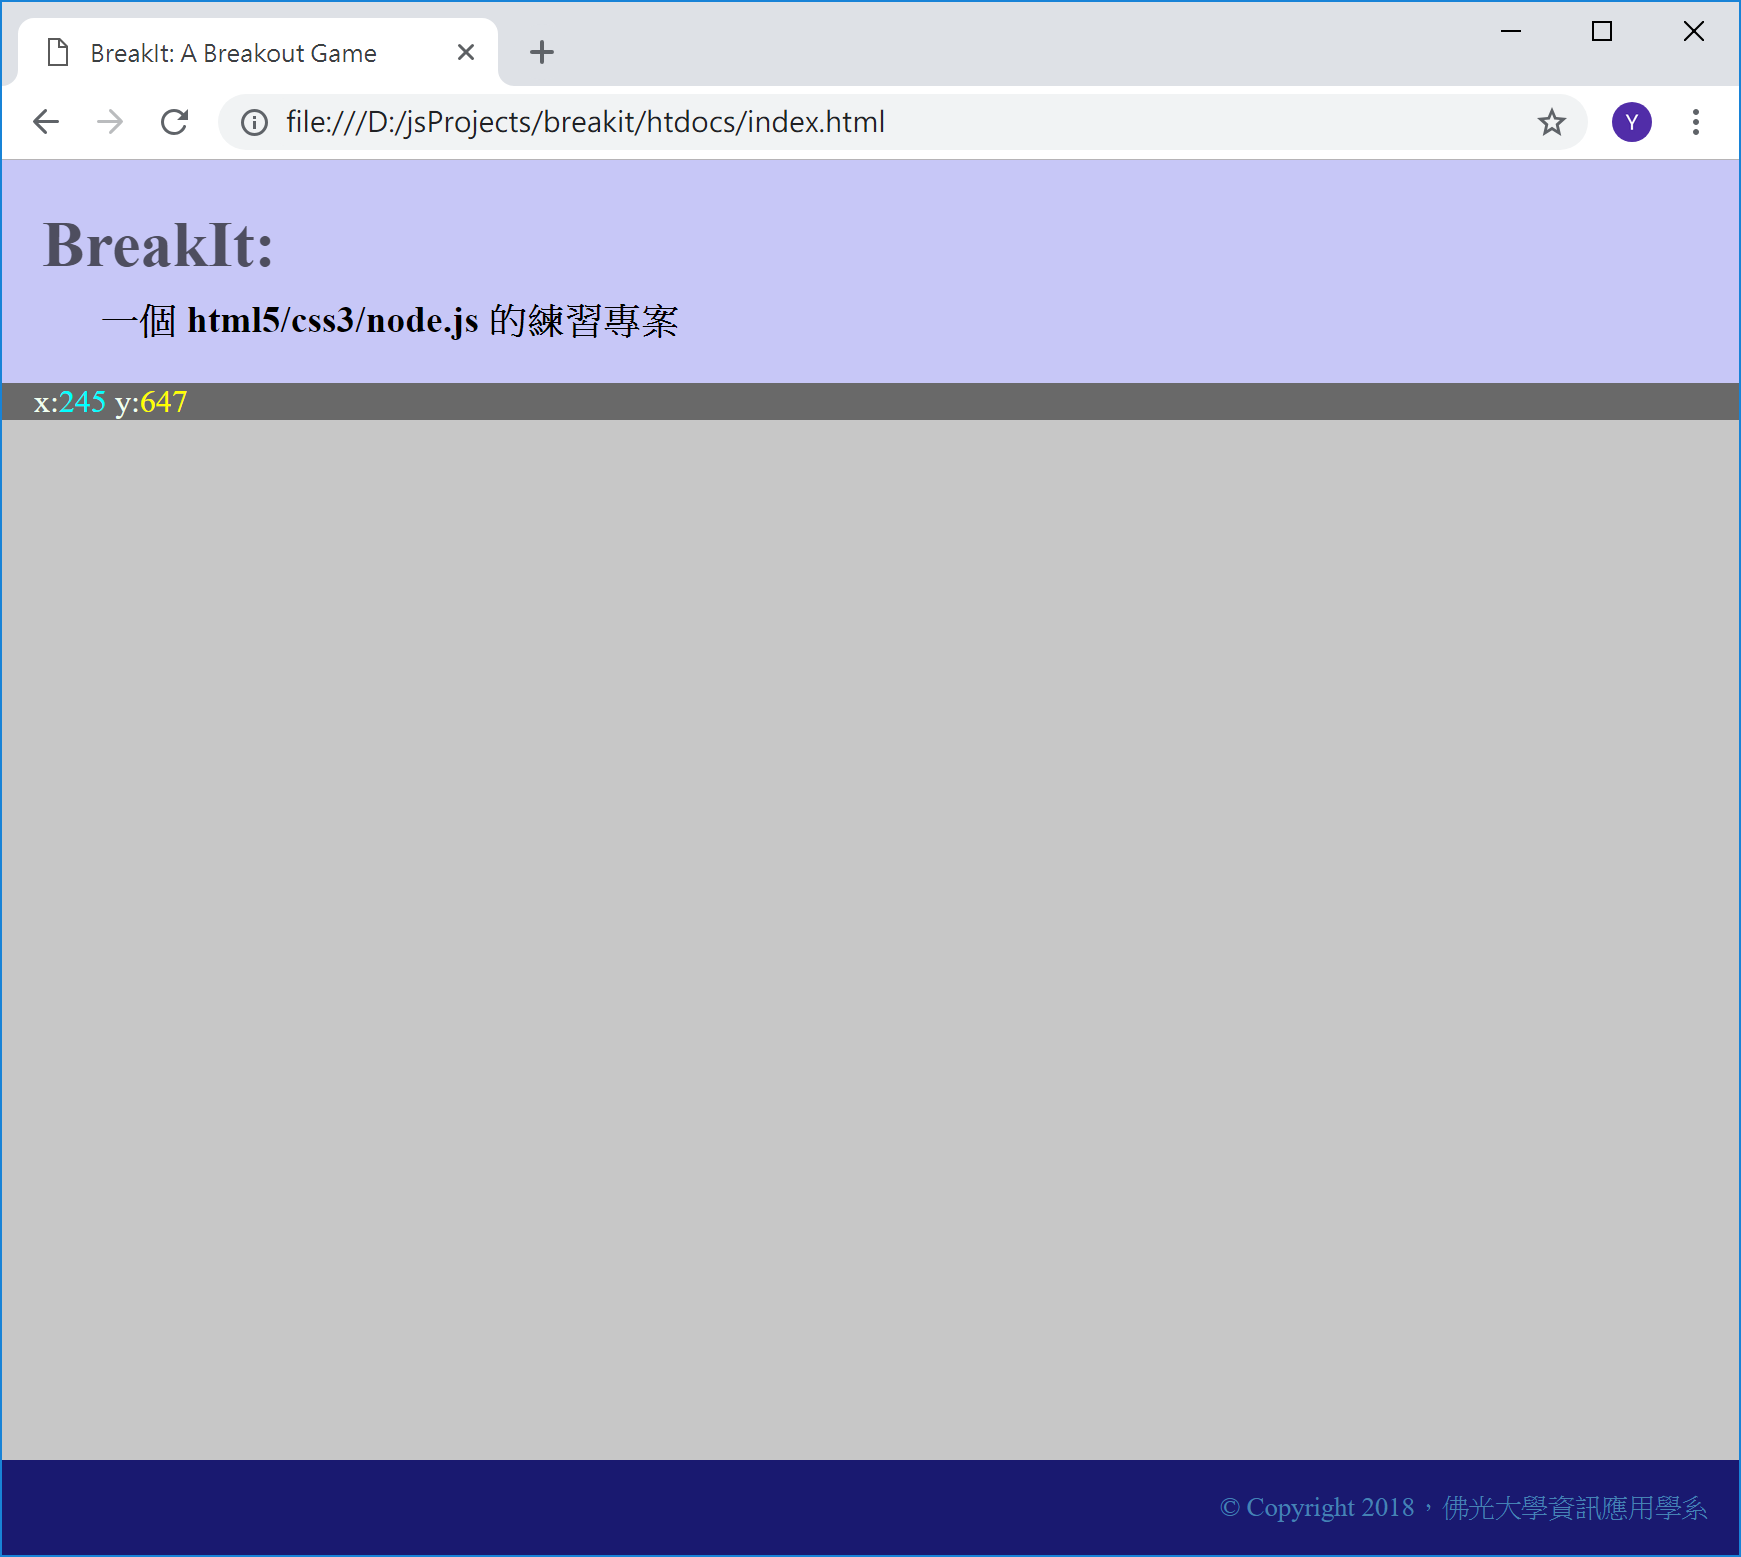 BreakIt: A Breakout Game
file:///D:/jsProjects/breakit/htdocs/index.html
Y
BreakIt:
一個 html5/css3/node.js 的練習專案
x:245 y:647
© Copyright 2018，佛光大學資訊應用學系